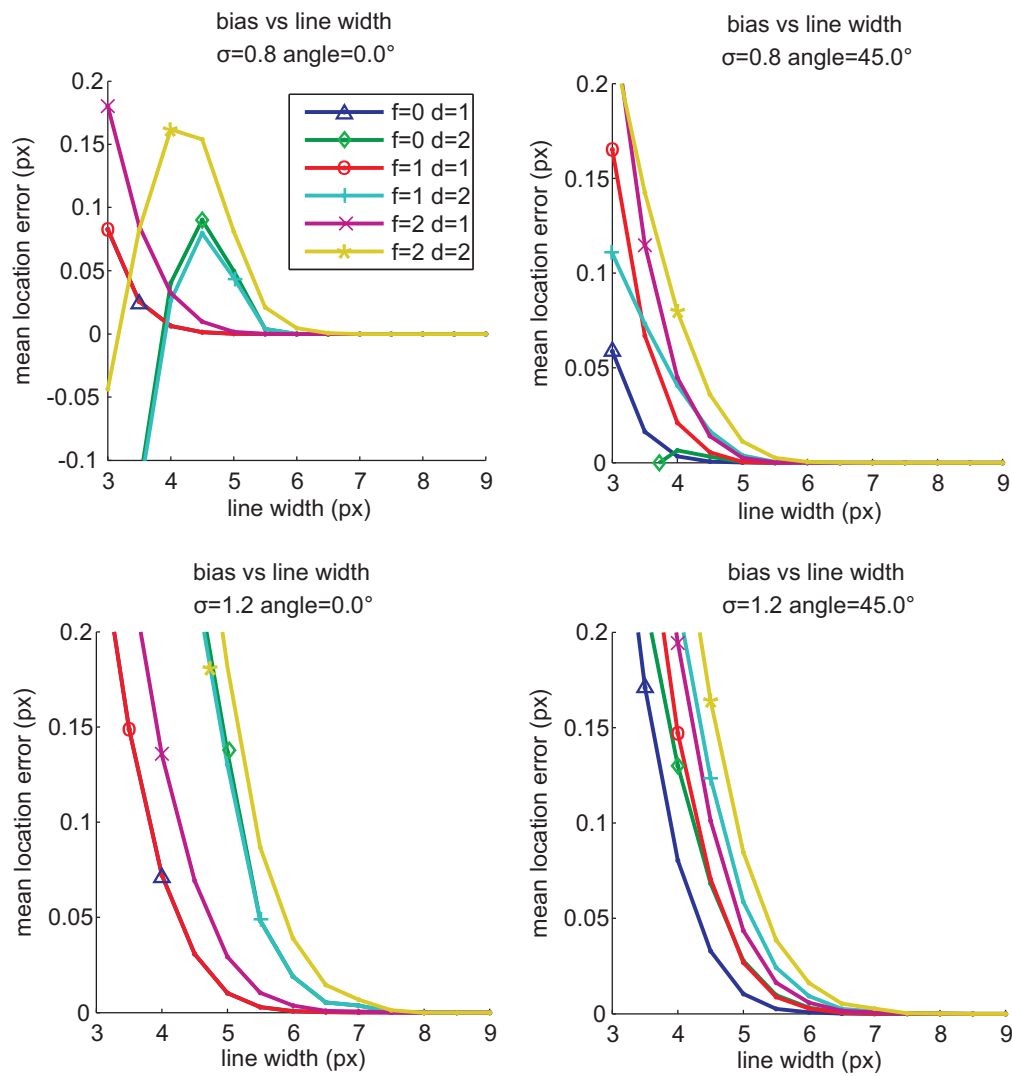 bias vs line width
σ=0.8 angle=0.0°
0.2
0.15
0.1
0.05
0
-0.05
-0.1
mean location error (px)
3 4 5 6 7 8 9
line width (px)
f=0 d=1
f=0 d=2
f=1 d=1
f=1 d=2
f=2 d=1
f=2 d=2
bias vs line width
σ=0.8 angle=45.0°
0.2
0.15
0.1
0.05
0
mean location error (px)
3 4 5 6 7 8 9
line width (px)
bias vs line width
σ=1.2 angle=0.0°
0.2
0.15
0.1
0.05
0
mean location error (px)
3 4 5 6 7 8 9
line width (px)
bias vs line width
σ=1.2 angle=45.0°
0.2
0.15
0.1
0.05
0
mean location error (px)
3 4 5 6 7 8 9
line width (px)